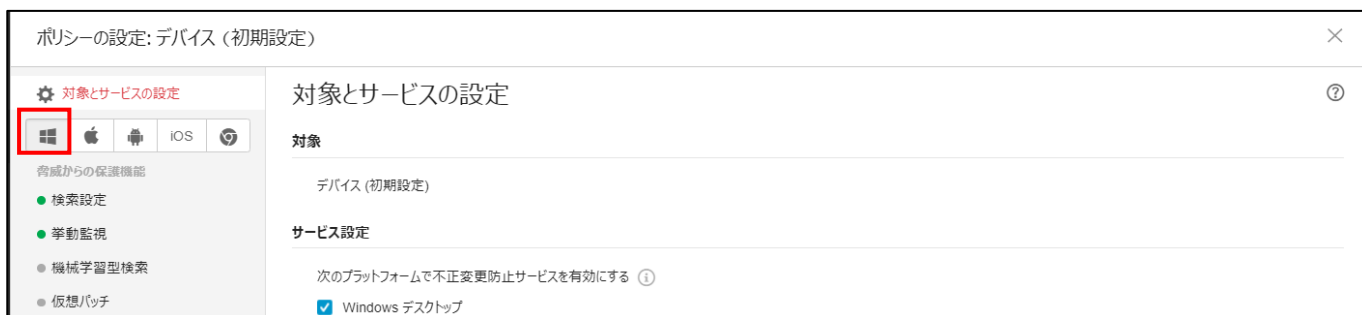 ポリシーの設定: デバイス (初期設定)
対象とサービスの設定
iOS
脅威からの保護機能
検索設定
挙動監視
機械学習型検索
仮想パッチ
対象とサービスの設定
対象
デバイス (初期設定)
サービス設定
次のプラットフォームで不正変更防止サービスを有効にする
Windows デスクトップ